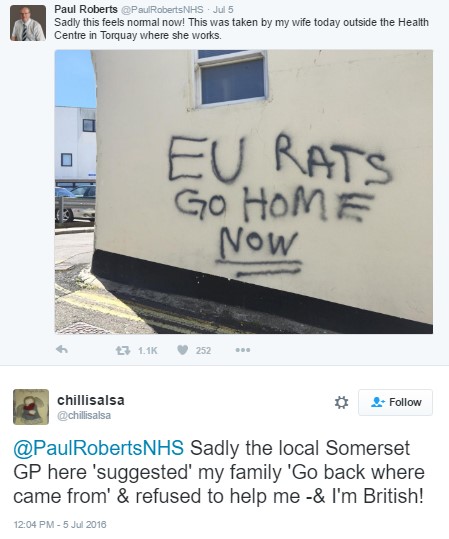 Paul Roberts @PaulRobertsNHS · Jul 5
Sadly this feels normal now! This was taken by my wife today outside the Health
Centre in Torquay where she works.
EU RATS
GO HOME
NOW
1.1K
252
chillisalsa
@chillisalsa
Follow
@PaulRobertsNHS Sadly the local Somerset
GP here 'suggested' my family 'Go back where
came from' & refused to help me -& I'm British!
12:04 PM - 5 Jul 2016